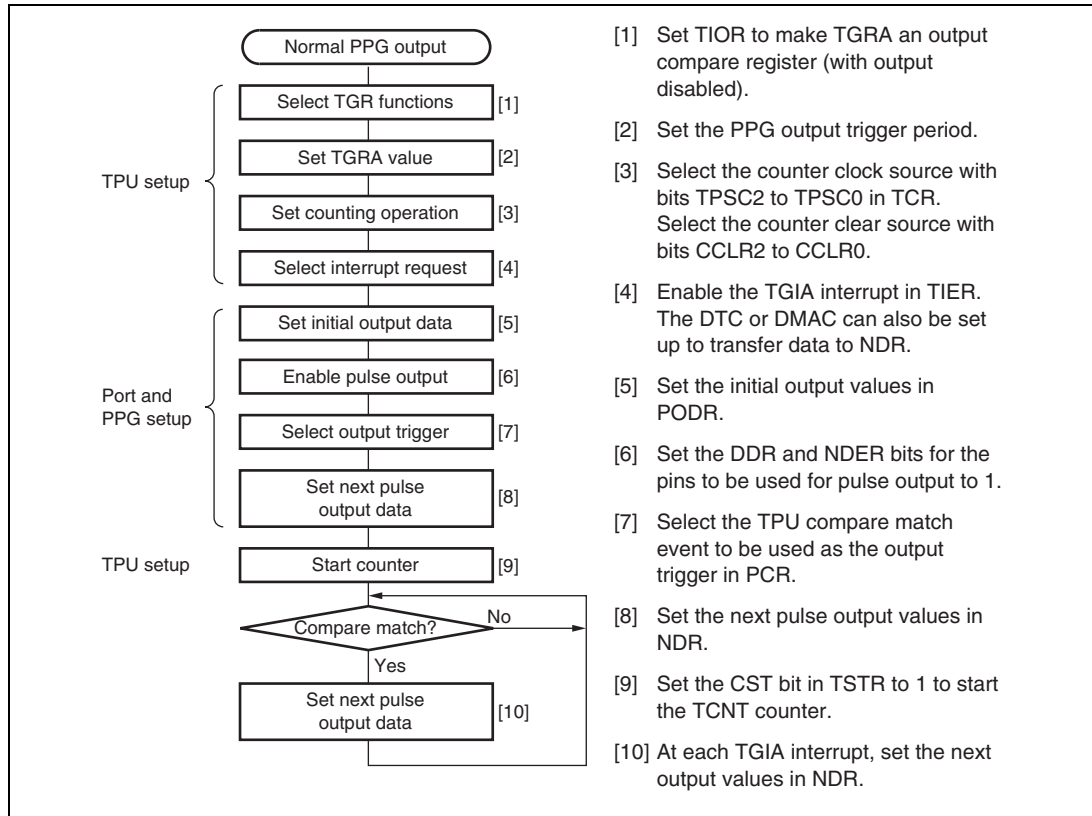 Normal PPG output
Select TGR functions [1]
Set TGRA value [2]
TPU setup
Set counting operation [3]
Select interrupt request [4]
Set initial output data [5]
Enable pulse output [6]
Port and
PPG setup
Select output trigger [7]
Set next pulse
output data [8]
TPU setup
Start counter [9]
Compare match?
No
Yes
Set next pulse
output data [10]
[1] Set TIOR to make TGRA an output
compare register (with output
disabled).
[2] Set the PPG output trigger period.
[3] Select the counter clock source with
bits TPSC2 to TPSC0 in TCR.
Select the counter clear source with
bits CCLR2 to CCLR0.
[4] Enable the TGIA interrupt in TIER.
The DTC or DMAC can also be set
up to transfer data to NDR.
[5] Set the initial output values in
PODR.
[6] Set the DDR and NDER bits for the
pins to be used for pulse output to 1.
[7] Select the TPU compare match
event to be used as the output
trigger in PCR.
[8] Set the next pulse output values in
NDR.
[9] Set the CST bit in TSTR to 1 to start
the TCNT counter.
[10] At each TGIA interrupt, set the next
output values in NDR.